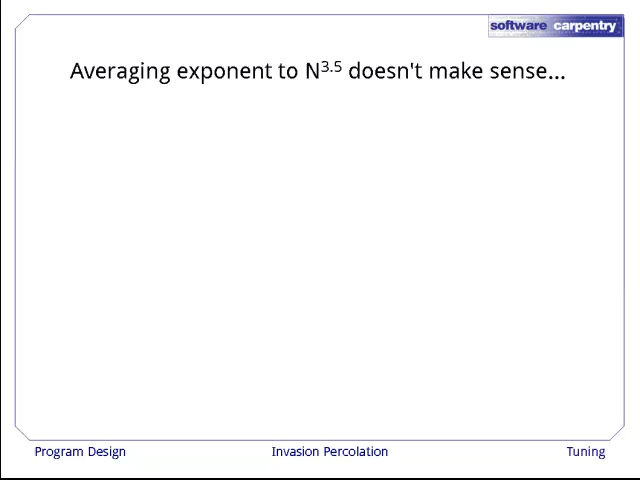 software carpentry
Averaging exponent to N³·⁵ doesn't make sense...
Program Design
Invasion Percolation
Tuning